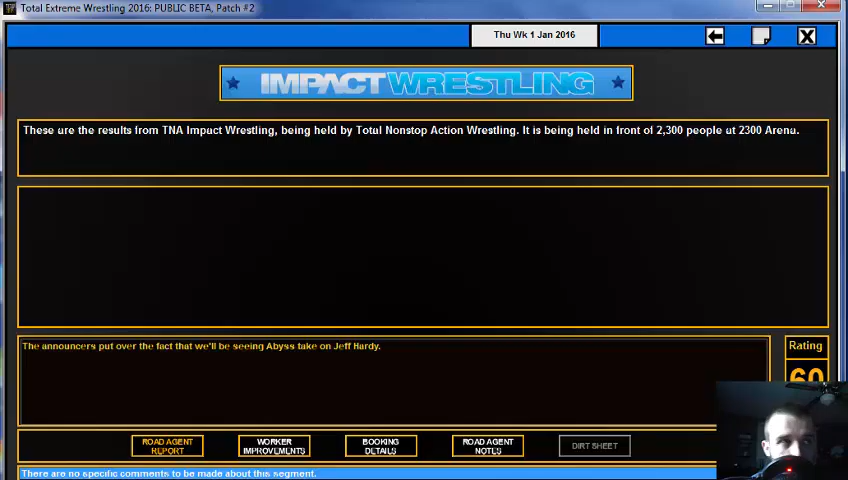 Total Extreme Wrestling 2016: PUBLIC BETA, Patch #2
Thu Wk 1 Jan 2016
IMPACT WRESTLING
These are the results from TNA Impact Wrestling, being held by Total Nonstop Action Wrestling. It is being held in front of 2,300 people at 2300 Arena.
The announcers put over the fact that we'll be seeing Abyss take on Jeff Hardy.
Rating
60
ROAD AGENT REPORT
WORKER IMPROVEMENTS
BOOKING DETAILS
ROAD AGENT NOTES
DIRT SHEET
There are no specific comments to be made about this segment.